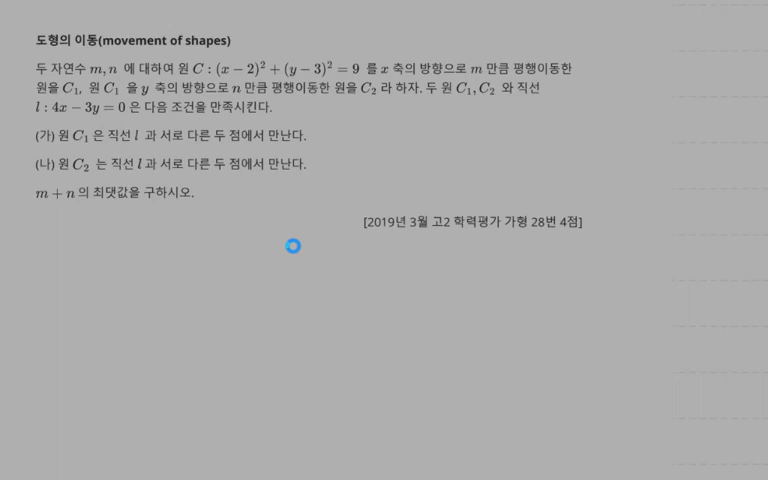 도형의 이동(movement of shapes)
두 자연수 m, n 에 대하여 원 C : (x − 2)² + (y − 3)² = 9 를 x 축의 방향으로 m 만큼 평행이동한
원을 C₁, 원 C₁ 을 y 축의 방향으로 n 만큼 평행이동한 원을 C₂ 라 하자. 두 원 C₁, C₂ 와 직선
l : 4x − 3y = 0 은 다음 조건을 만족시킨다.
(가) 원 C₁ 은 직선 l 과 서로 다른 두 점에서 만난다.
(나) 원 C₂ 는 직선 l 과 서로 다른 두 점에서 만난다.
m + n 의 최댓값을 구하시오.
[2019년 3월 고2 학력평가 가형 28번 4점]